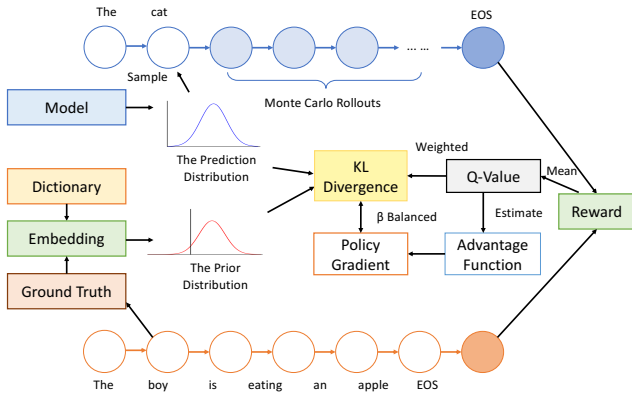 The cat EOS
Sample
Monte Carlo Rollouts
... ...
Model
The Prediction
Distribution
Dictionary
Embedding
Ground Truth
The Prior
Distribution
KL
Divergence
Weighted
Q-Value
Mean
Reward
β Balanced
Estimate
Policy
Gradient
Advantage
Function
The boy is eating an apple EOS